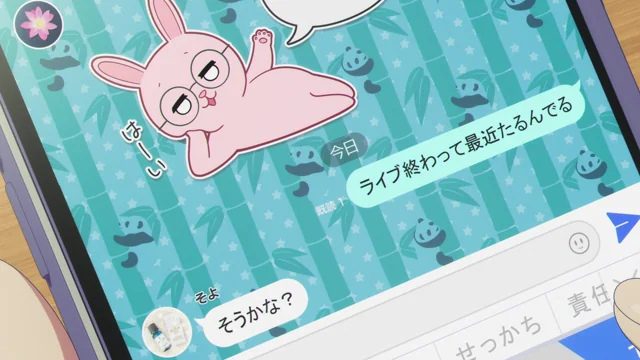 はーい
今日
ライブ終わって最近たるんでる
既読 1
そよ
そうかな？
せっかち
責任